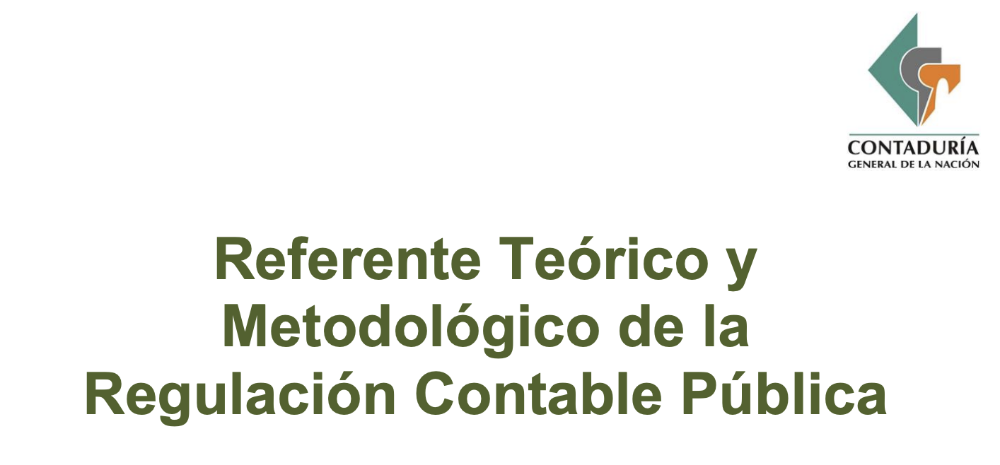 CONTADURÍA
GENERAL DE LA NACIÓN
Referente Teórico y
Metodológico de la
Regulación Contable Pública